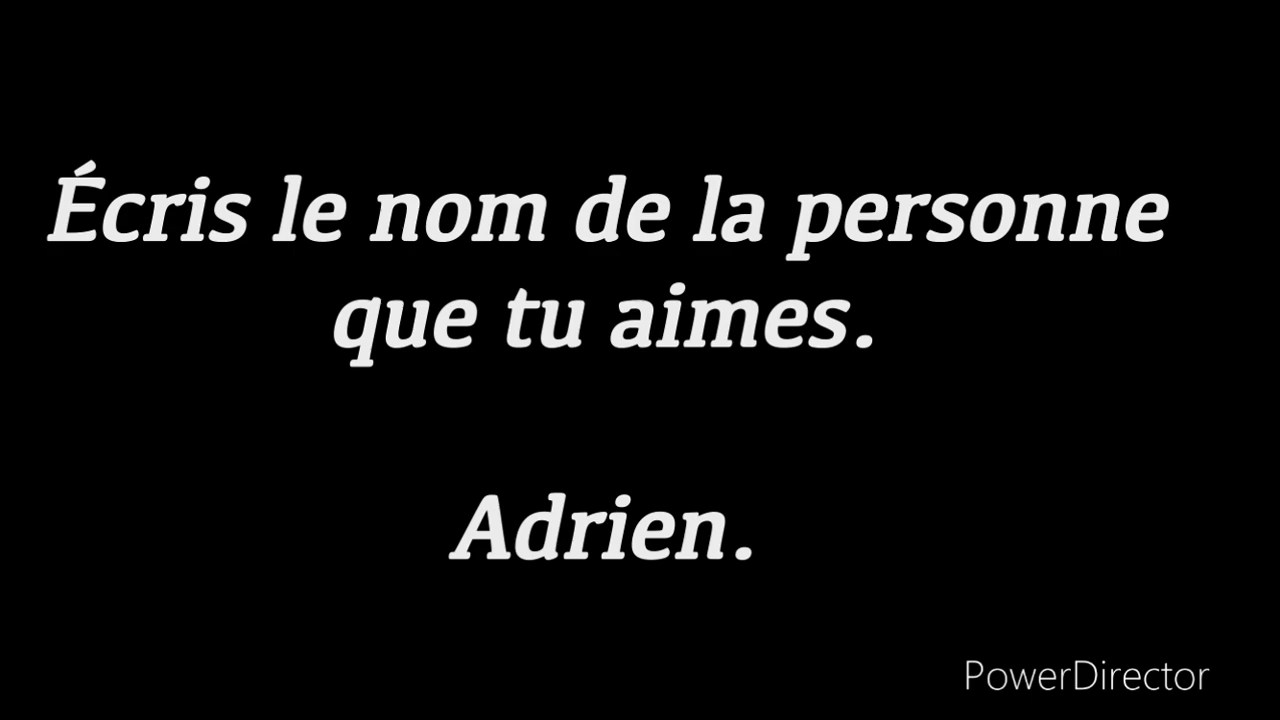 Écris le nom de la personne
que tu aimes.
Adrien.
PowerDirector